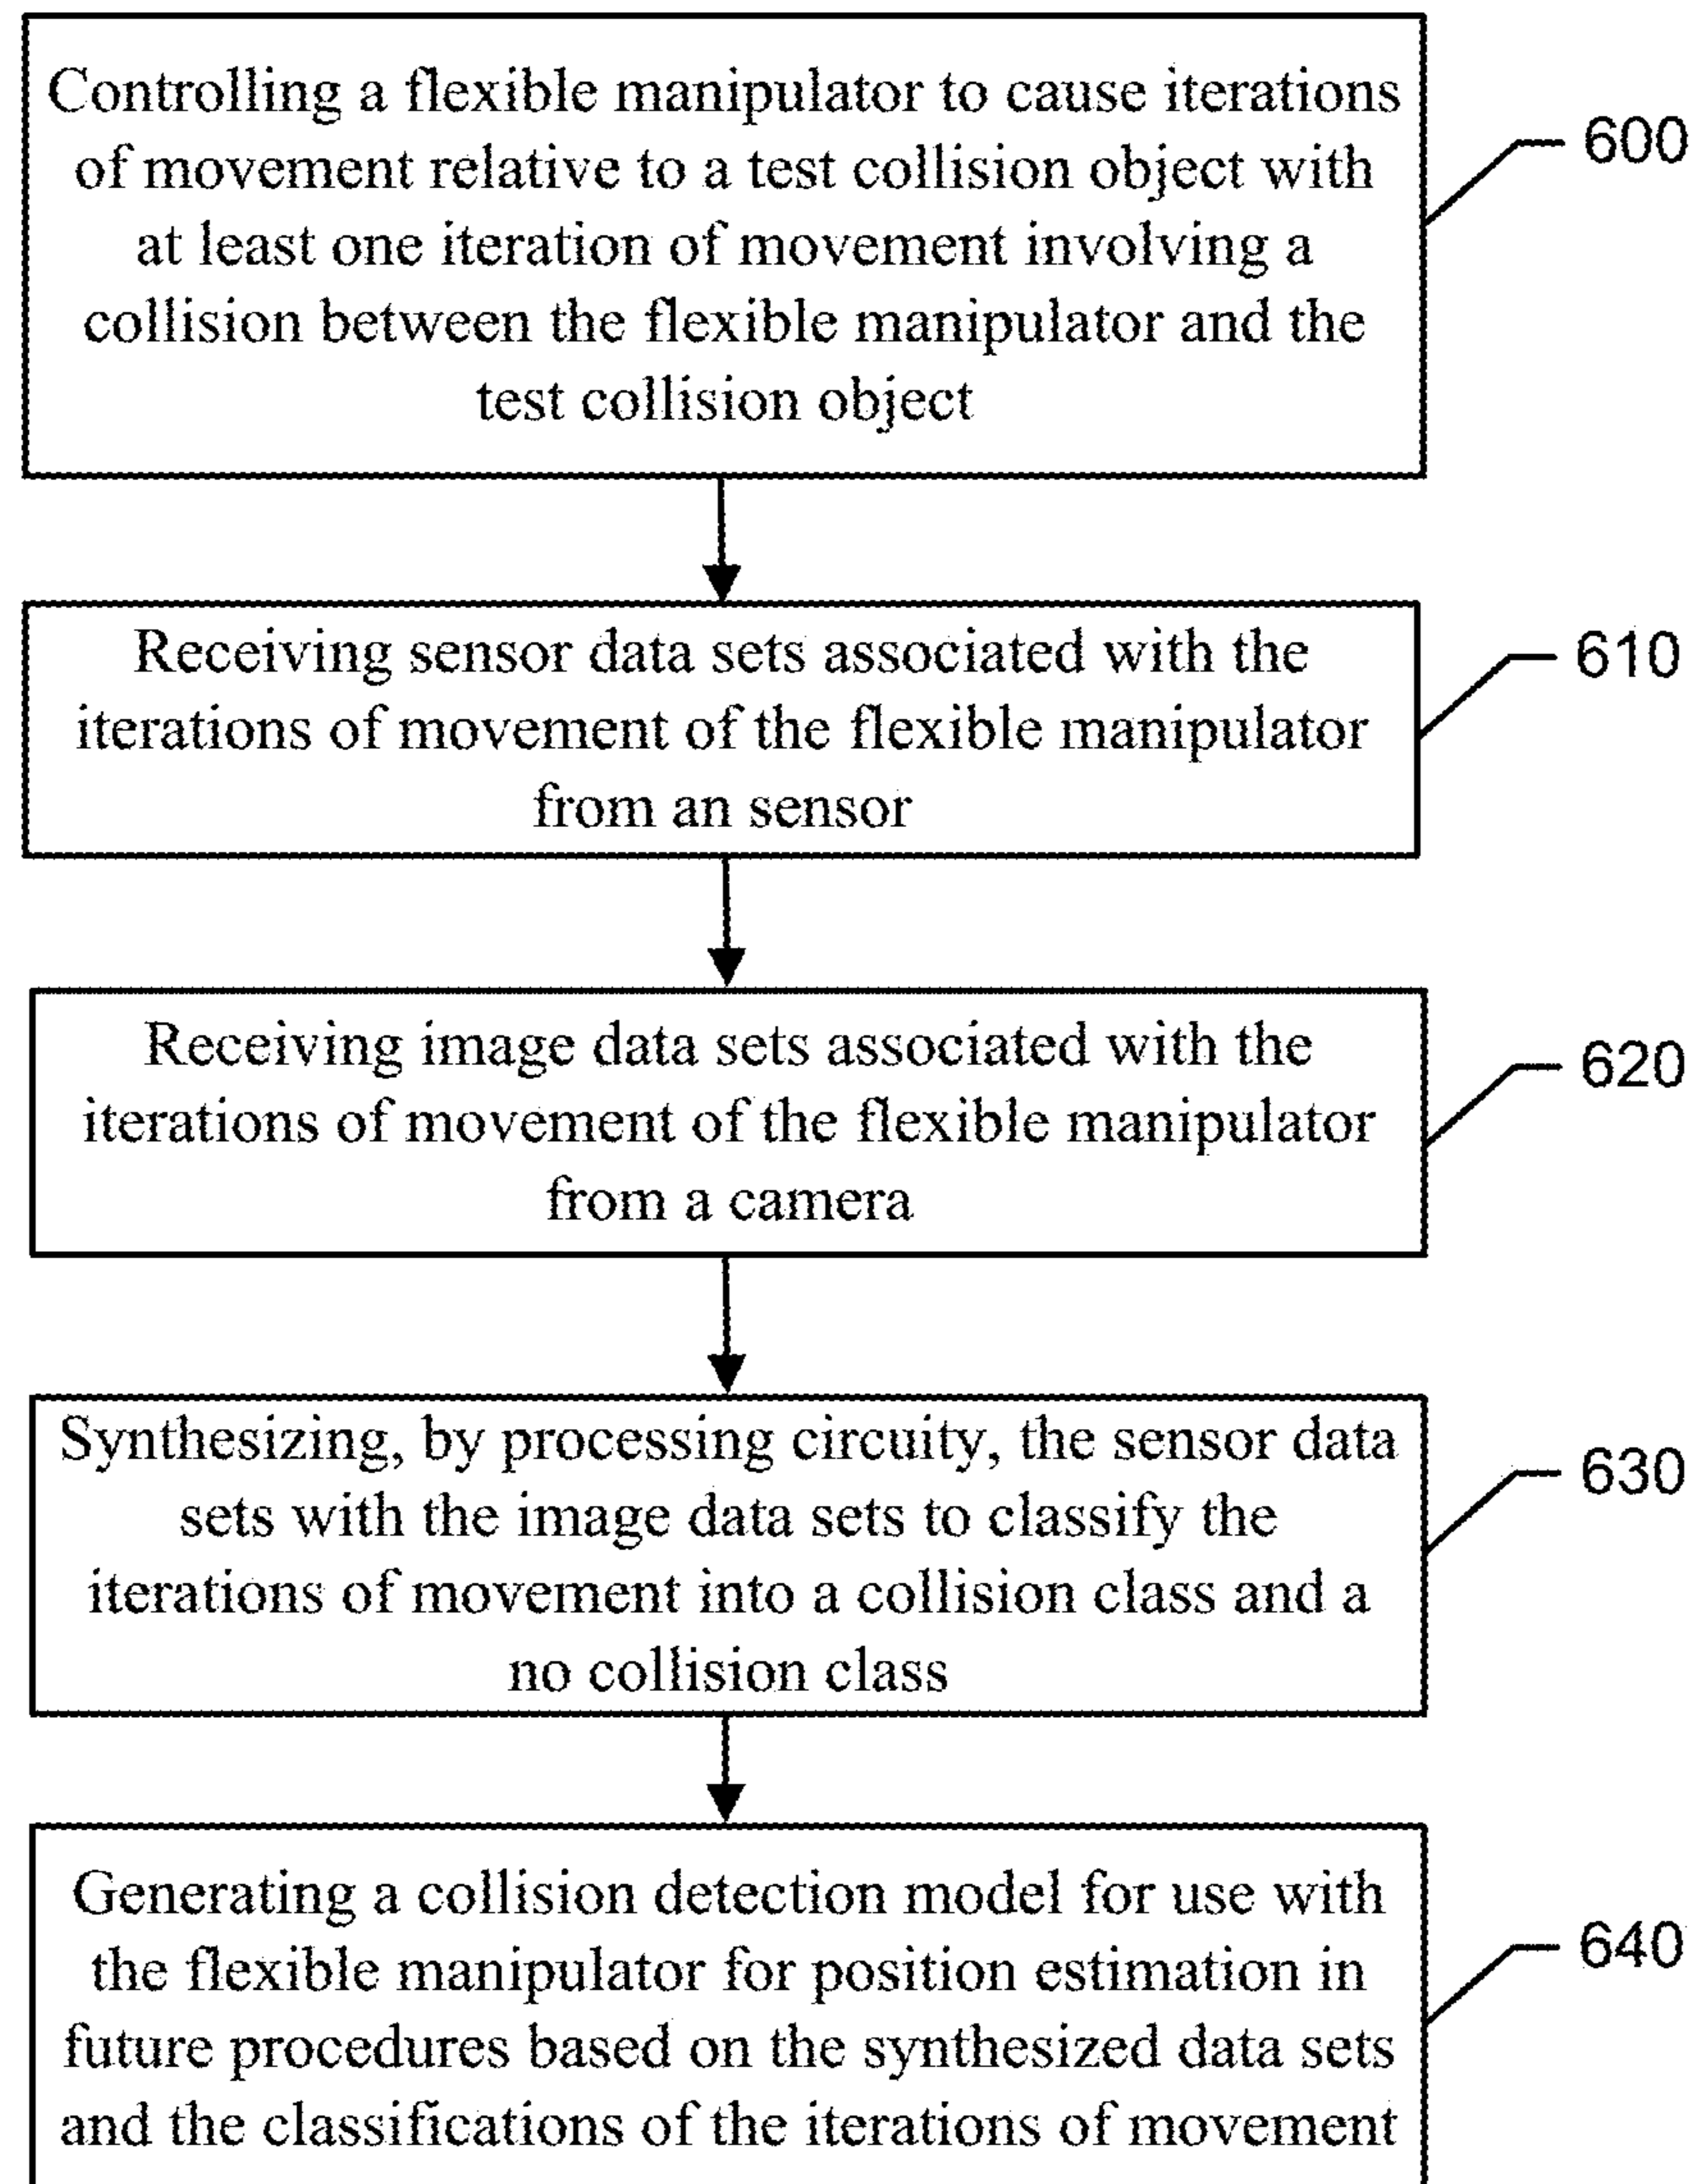 Controlling a flexible manipulator to cause iterations
of movement relative to a test collision object with
at least one iteration of movement involving a
collision between the flexible manipulator and the
test collision object
600
Receiving sensor data sets associated with the
iterations of movement of the flexible manipulator
from an sensor
610
Receiving image data sets associated with the
iterations of movement of the flexible manipulator
from a camera
620
Synthesizing, by processing circuity, the sensor data
sets with the image data sets to classify the
iterations of movement into a collision class and a
no collision class
630
Generating a collision detection model for use with
the flexible manipulator for position estimation in
future procedures based on the synthesized data sets
and the classifications of the iterations of movement
640